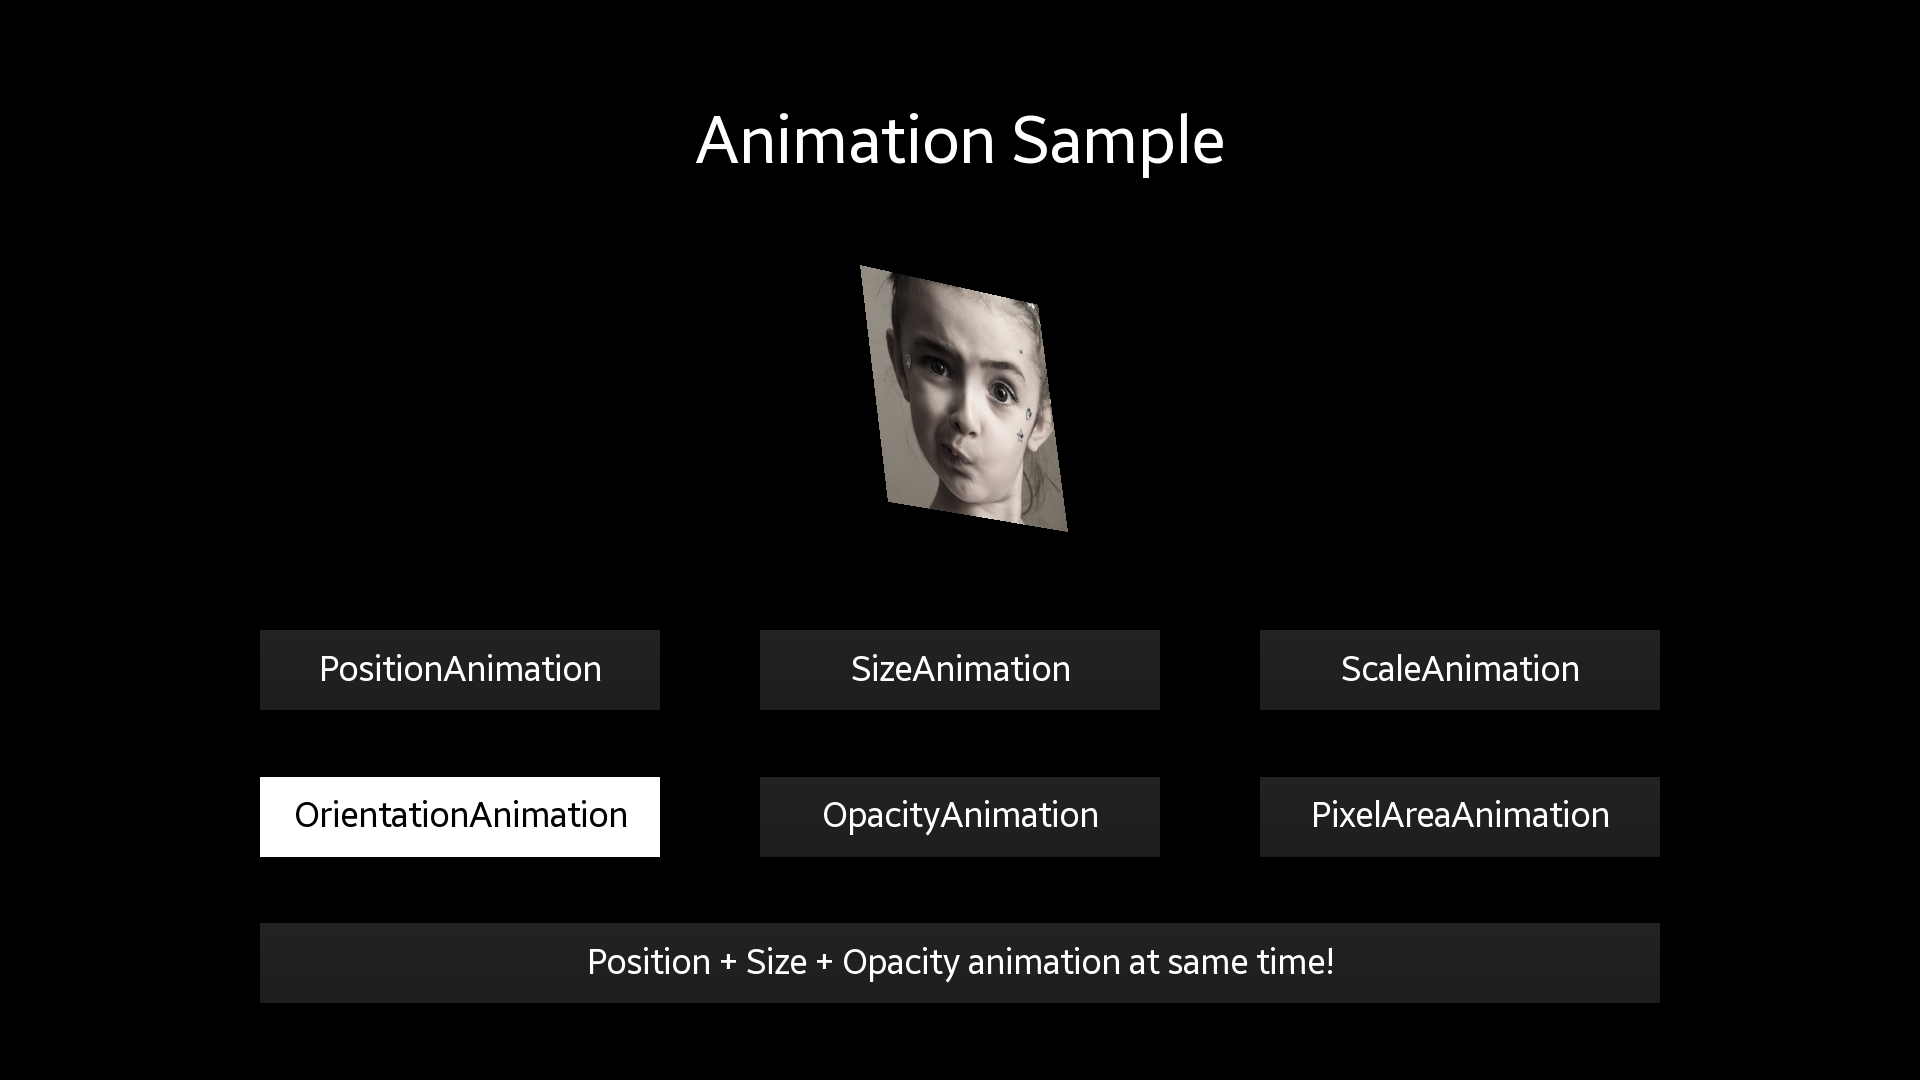 Animation Sample
PositionAnimation
SizeAnimation
ScaleAnimation
OrientationAnimation
OpacityAnimation
PixelAreaAnimation
Position + Size + Opacity animation at same time!